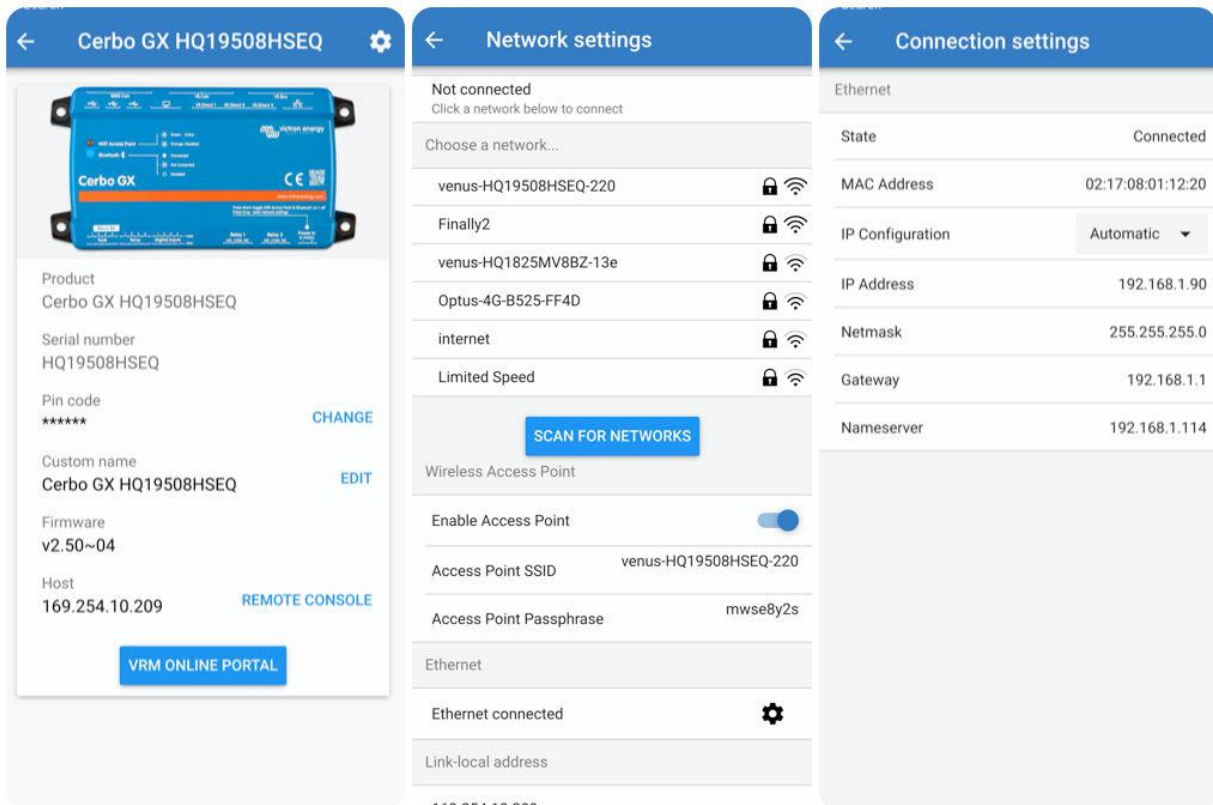 Cerbo GX HQ19508HSEQ
victron energy
Cerbo GX
Product
Cerbo GX HQ19508HSEQ
Serial number
HQ19508HSEQ
Pin code
******
CHANGE
Custom name
Cerbo GX HQ19508HSEQ
EDIT
Firmware
v2.50~04
Host
169.254.10.209
REMOTE CONSOLE
VRM ONLINE PORTAL
Network settings
Not connected
Click a network below to connect
Choose a network...
venus-HQ19508HSEQ-220
Finally2
venus-HQ1825MV8BZ-13e
Optus-4G-B525-FF4D
internet
Limited Speed
SCAN FOR NETWORKS
Wireless Access Point
Enable Access Point
Access Point SSID venus-HQ19508HSEQ-220
Access Point Passphrase mwse8y2s
Ethernet
Ethernet connected
Link-local address
Connection settings
Ethernet
State Connected
MAC Address 02:17:08:01:12:20
IP Configuration Automatic
IP Address 192.168.1.90
Netmask 255.255.255.0
Gateway 192.168.1.1
Nameserver 192.168.1.114